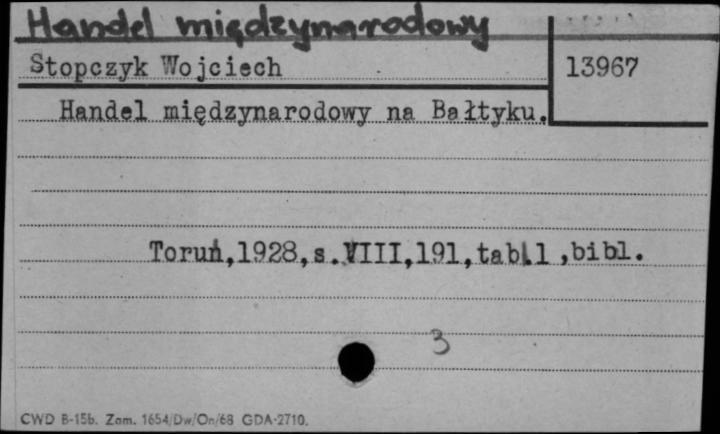 Handel międzynarodowy
Stopczyk Wojciech
13967
Handel międzynarodowy na Bałtyku.
Toruń,1928,s.VIII,191,tabl.1,bibl.
3
CWD B-15b. Zam. 1654/Dw/On/68 GDA-2710.